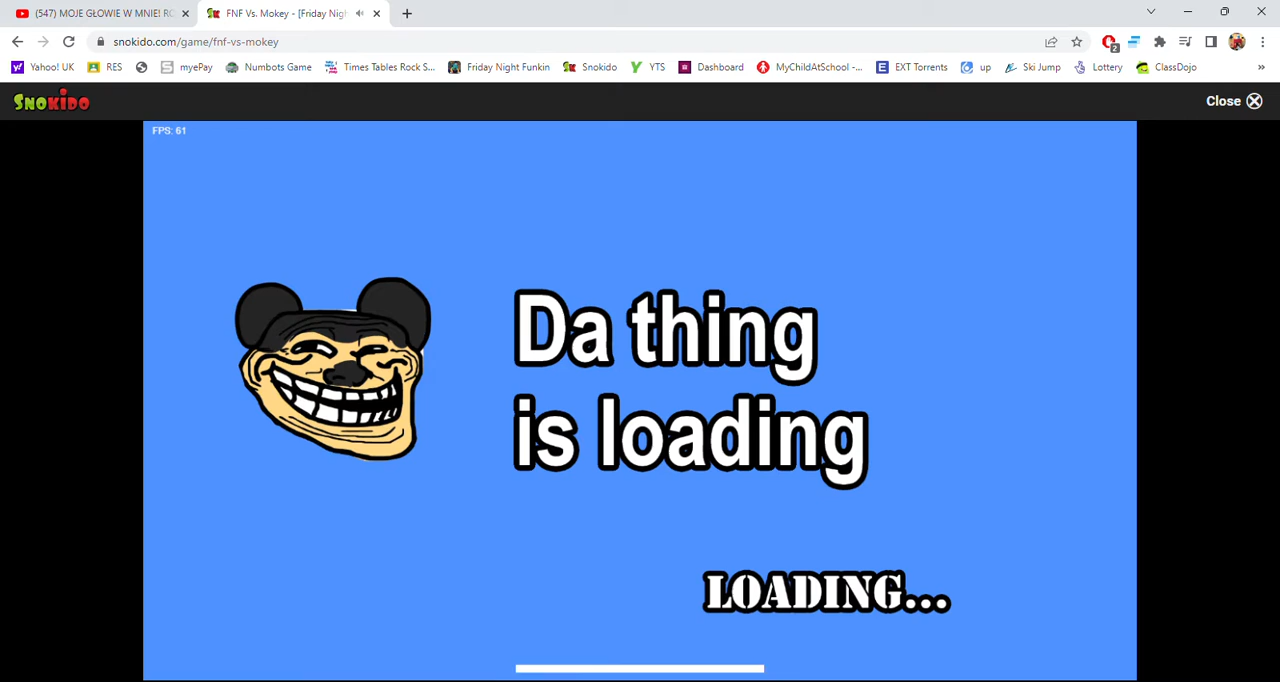 (547) MOJE GŁOWIE W MNIE! RO
FNF Vs. Mokey - [Friday Nigh
snokido.com/game/fnf-vs-mokey
2
Yahoo! UK RES myePay Numbots Game Times Tables Rock S... Friday Night Funkin Snokido YTS Dashboard MyChildAtSchool -... EXT Torrents up Ski Jump Lottery ClassDojo »
SNOKIDO
Close
FPS: 61
Da thing
is loading
LOADING...